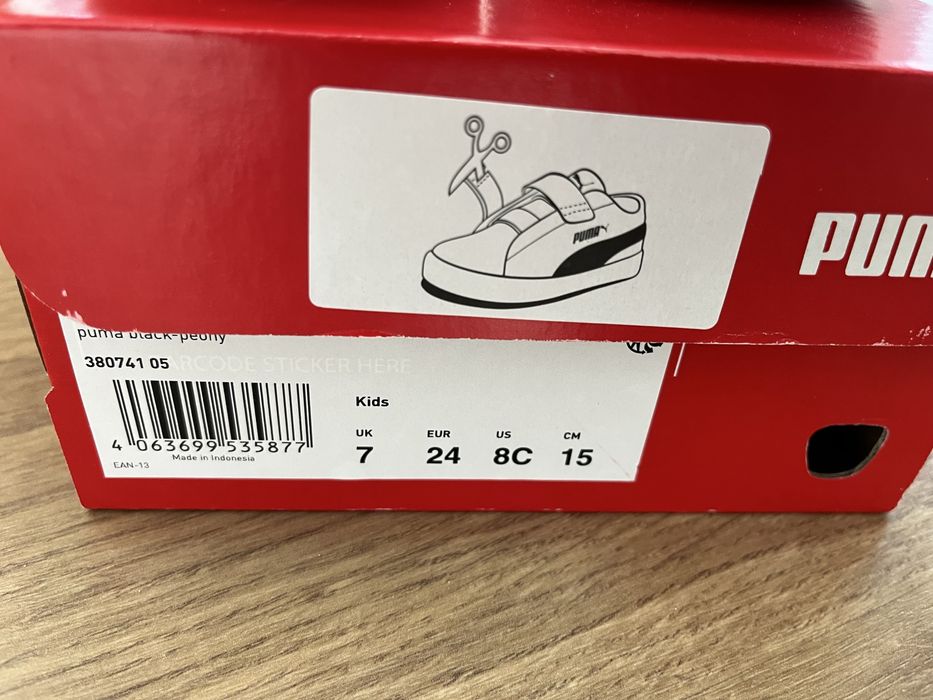 PUMA
PUM
puma black-peony
380741 05
ARCODE STICKER HERE
Kids
UK EUR US CM
7 24 8C 15
4 063699 535877
Made in Indonesia
EAN-13